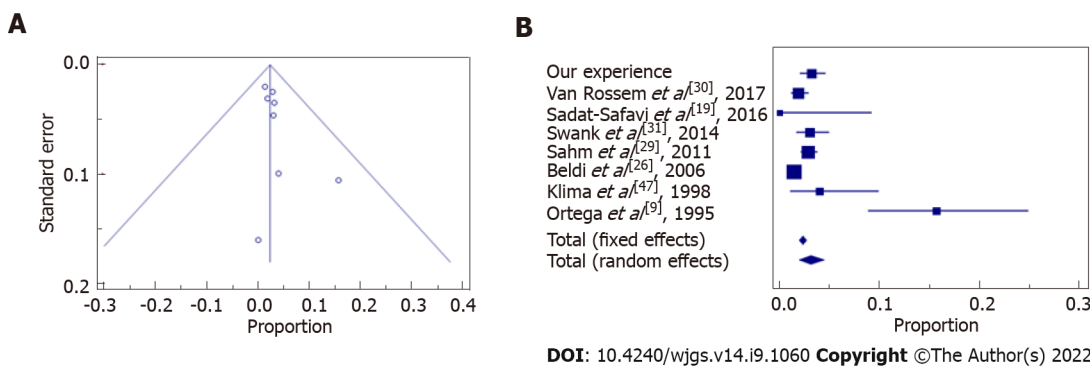 A
0.0
0.1
0.2
Standard error
-0.3 -0.2 -0.1 0.0 0.1 0.2 0.3 0.4
Proportion
B
Our experience
Van Rossem et al[30], 2017
Sadat-Safavi et al[19], 2016
Swank et al[31], 2014
Sahm et al[29], 2011
Beldi et al[26], 2006
Klima et al[47], 1998
Ortega et al[9], 1995
Total (fixed effects)
Total (random effects)
0.0 0.1 0.2 0.3
Proportion
DOI: 10.4240/wjgs.v14.i9.1060 Copyright ©The Author(s) 2022